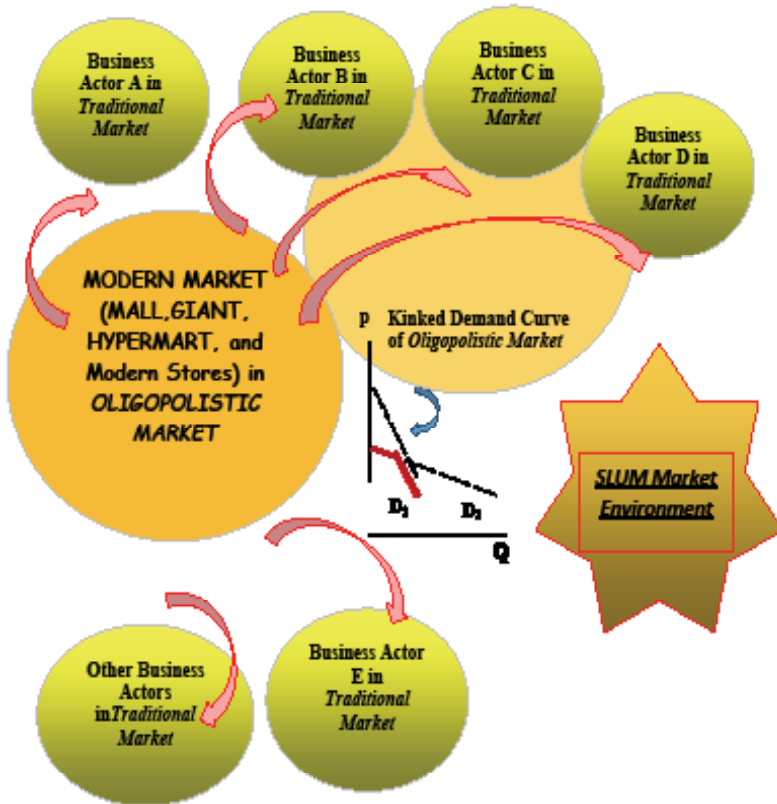 Business
Actor A in
Traditional
Market
Business
Actor B in
Traditional
Market
Business
Actor C in
Traditional
Market
Business
Actor D in
Traditional
Market
MODERN MARKET
(MALL,GIANT,
HYPERMART, and
Modern Stores) in
OLIGOPOLISTIC
MARKET
P
Kinked Demand Curve
of Oligopolistic Market
D₁
D₂
Q
SLUM Market
Environment
Other Business
Actors
inTraditional
Market
Business Actor
E in
Traditional
Market